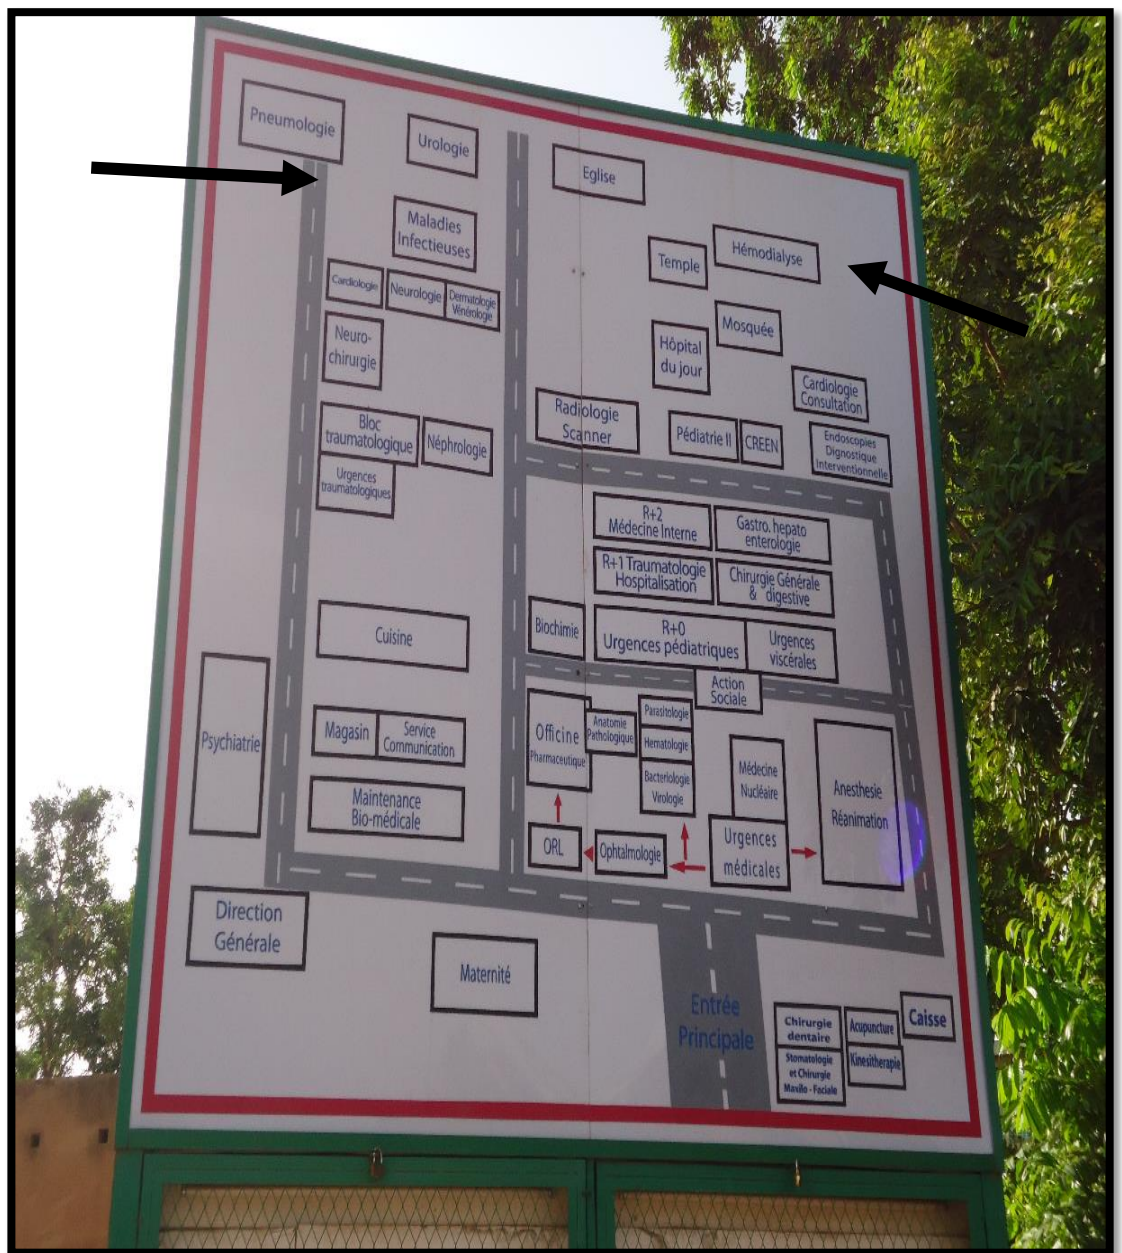 Pneumologie
Urologie
Eglise
Maladies
Infectieuses
Temple
Hémodialyse
Cardiologie
Neurologie
Dermatologie
Vénérologie
Mosquée
Neuro-
chirurgie
Hôpital
du jour
Cardiologie
Consultation
Radiologie
Scanner
Bloc
traumatologique
Néphrologie
Pédiatrie II
CREEN
Endoscopies
Dignostique
Interventionnelle
Urgences
traumatologiques
R+2
Médecine Interne
Gastro. hepato
enterologie
R+1 Traumatologie
Hospitalisation
Chirurgie Générale
& digestive
Cuisine
Biochimie
R+0
Urgences pédiatriques
Urgences
viscérales
Action
Sociale
Psychiatrie
Magasin
Service
Communication
Officine
Pharmaceutique
Anatomie
Pathologique
Parasitologie
Hematologie
Bacteriologie
Virologie
Médecine
Nucléaire
Anesthesie
Réanimation
Maintenance
Bio-médicale
ORL
Ophtalmologie
Urgences
médicales
Direction
Générale
Maternité
Entrée
Principale
Chirurgie
dentaire
Acupuncture
Caisse
Stomatologie
et Chirurgie
Maxilo - Faciale
Kinesitherapie